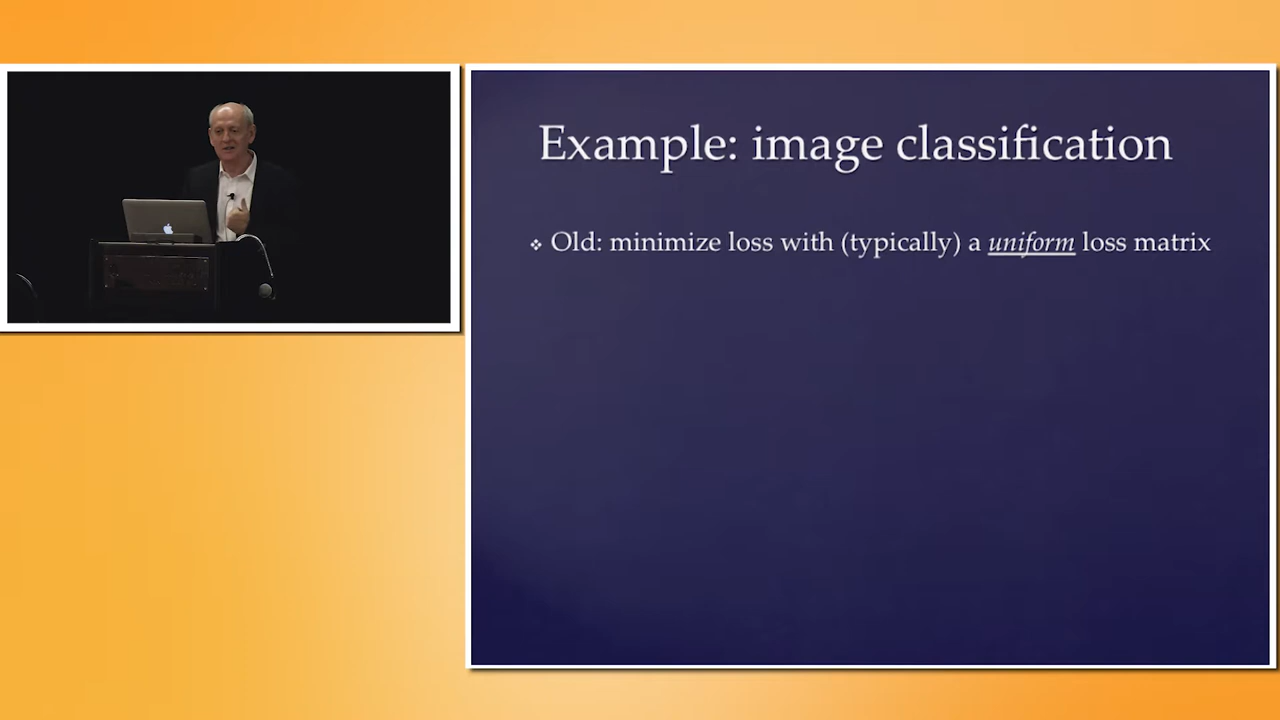 Example: image classification
❖ Old: minimize loss with (typically) a uniform loss matrix